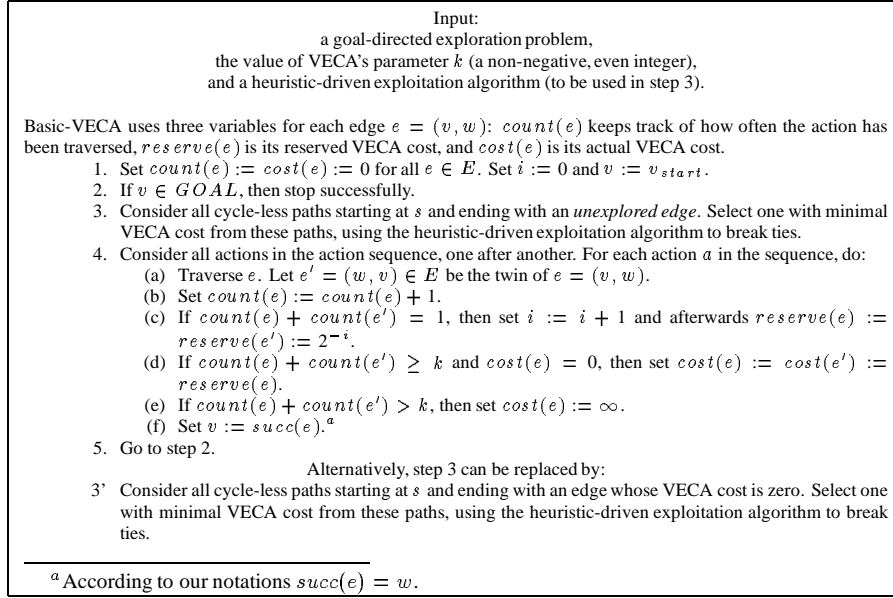 Input:
a goal-directed exploration problem,
the value of VECA's parameter k (a non-negative, even integer),
and a heuristic-driven exploitation algorithm (to be used in step 3).
Basic-VECA uses three variables for each edge e = (v, w): count(e) keeps track of how often the action has
been traversed, reserve(e) is its reserved VECA cost, and cost(e) is its actual VECA cost.
1. Set count(e) := cost(e) := 0 for all e ∈ E. Set i := 0 and v := v_start.
2. If v ∈ GOAL, then stop successfully.
3. Consider all cycle-less paths starting at s and ending with an unexplored edge. Select one with minimal
VECA cost from these paths, using the heuristic-driven exploitation algorithm to break ties.
4. Consider all actions in the action sequence, one after another. For each action a in the sequence, do:
(a) Traverse e. Let e′ = (w, v) ∈ E be the twin of e = (v, w).
(b) Set count(e) := count(e) + 1.
(c) If count(e) + count(e′) = 1, then set i := i + 1 and afterwards reserve(e) :=
reserve(e′) := 2^{-i}.
(d) If count(e) + count(e′) ≥ k and cost(e) = 0, then set cost(e) := cost(e′) :=
reserve(e).
(e) If count(e) + count(e′) > k, then set cost(e) := ∞.
(f) Set v := succ(e).^a
5. Go to step 2.
Alternatively, step 3 can be replaced by:
3' Consider all cycle-less paths starting at s and ending with an edge whose VECA cost is zero. Select one
with minimal VECA cost from these paths, using the heuristic-driven exploitation algorithm to break
ties.
^a According to our notations succ(e) = w.